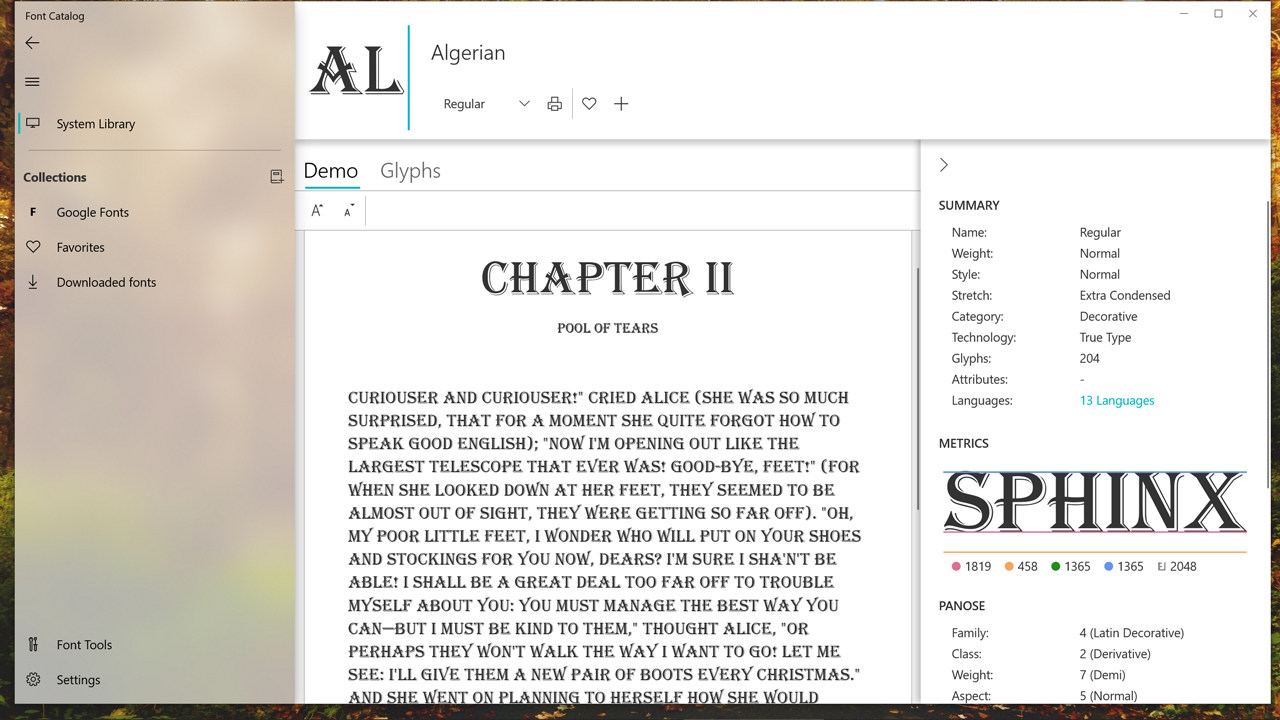 Font Catalog
System Library
Collections
F Google Fonts
Favorites
Downloaded fonts
Font Tools
Settings
AL
Algerian
Regular
Demo Glyphs
A A
CHAPTER II
POOL OF TEARS
CURIOUSER AND CURIOUSER!" CRIED ALICE (SHE WAS SO MUCH
SURPRISED, THAT FOR A MOMENT SHE QUITE FORGOT HOW TO
SPEAK GOOD ENGLISH); "NOW I'M OPENING OUT LIKE THE
LARGEST TELESCOPE THAT EVER WAS! GOOD-BYE, FEET!" (FOR
WHEN SHE LOOKED DOWN AT HER FEET, THEY SEEMED TO BE
ALMOST OUT OF SIGHT, THEY WERE GETTING SO FAR OFF). "OH,
MY POOR LITTLE FEET, I WONDER WHO WILL PUT ON YOUR SHOES
AND STOCKINGS FOR YOU NOW, DEARS? I'M SURE I SHA'N'T BE
ABLE! I SHALL BE A GREAT DEAL TOO FAR OFF TO TROUBLE
MYSELF ABOUT YOU: YOU MUST MANAGE THE BEST WAY YOU
CAN—BUT I MUST BE KIND TO THEM," THOUGHT ALICE, "OR
PERHAPS THEY WON'T WALK THE WAY I WANT TO GO! LET ME
SEE: I'LL GIVE THEM A NEW PAIR OF BOOTS EVERY CHRISTMAS."
AND SHE WENT ON PLANNING TO HERSELF HOW SHE WOULD
SUMMARY
Name: Regular
Weight: Normal
Style: Normal
Stretch: Extra Condensed
Category: Decorative
Technology: True Type
Glyphs: 204
Attributes: -
Languages: 13 Languages
METRICS
SPHINX
1819 458 1365 1365 2048
PANOSE
Family: 4 (Latin Decorative)
Class: 2 (Derivative)
Weight: 7 (Demi)
Aspect: 5 (Normal)